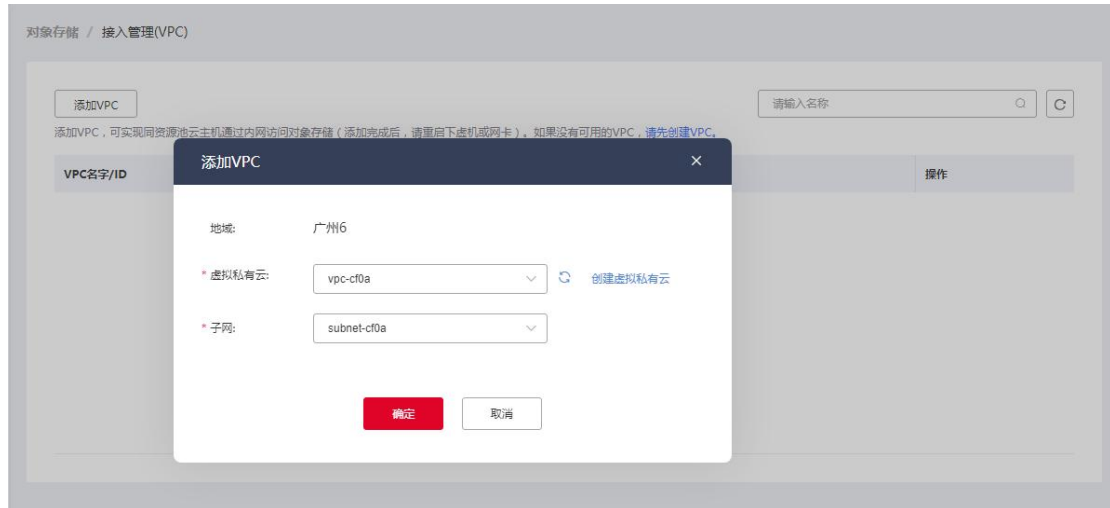 对象存储 / 接入管理(VPC)
添加VPC
请输入名称
添加VPC，可实现同资源池云主机通过内网访问对象存储（添加完成后，请重启下虚机或网卡）。如果没有可用的VPC，请先创建VPC。
VPC名字/ID
操作
添加VPC
地域:
广州6
* 虚拟私有云:
vpc-cf0a
创建虚拟私有云
* 子网:
subnet-cf0a
确定
取消